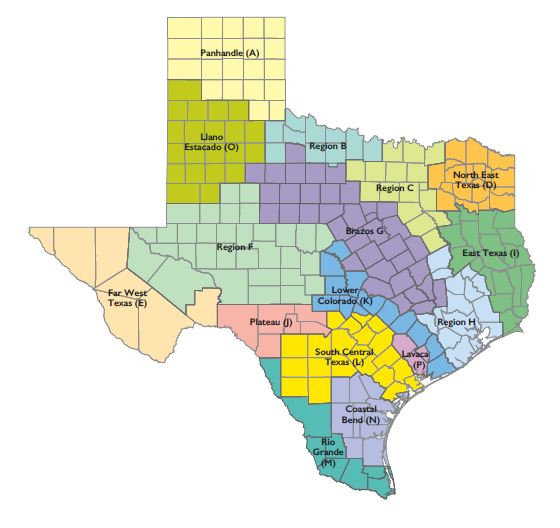 Panhandle (A)
Llano
Estacado (O)
Region B
Region C
North East
Texas (D)
Brazos G
Region F
East Texas (I)
Far West
Texas (E)
Lower
Colorado (K)
Plateau (J)
Region H
South Central
Texas (L)
Lavaca
(P)
Coastal
Bend (N)
Rio
Grande
(M)